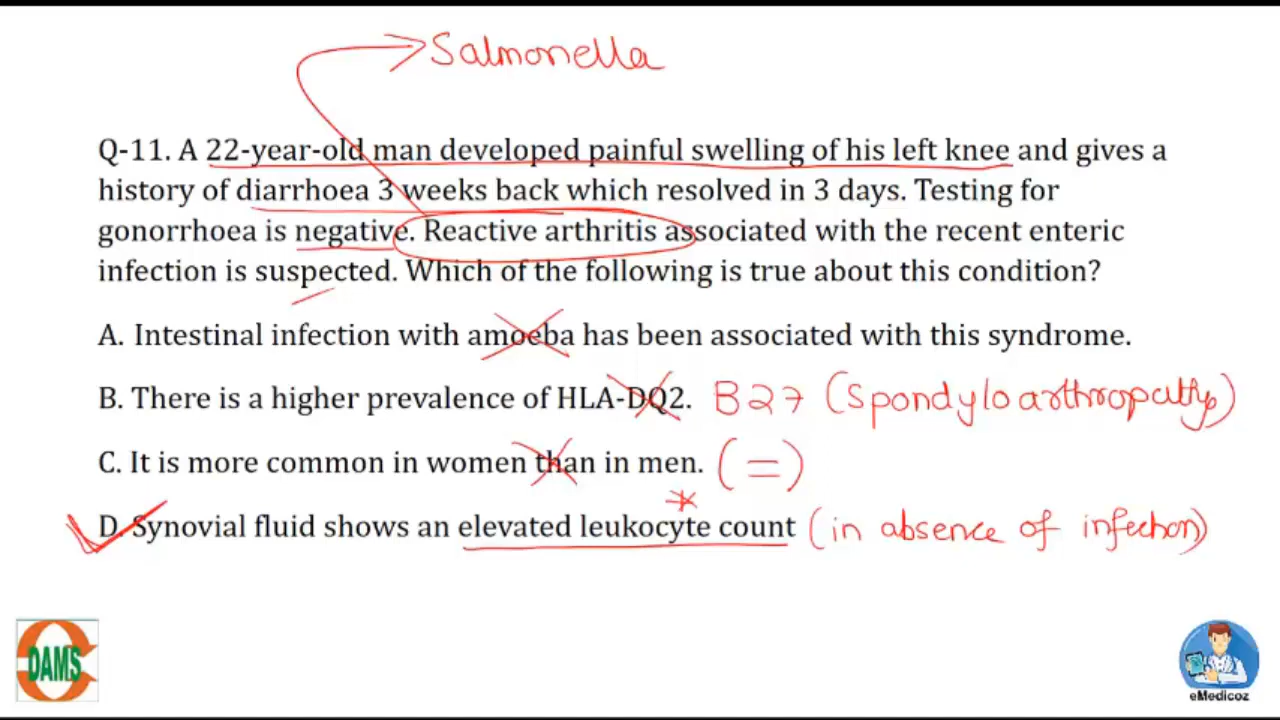 Salmonella
Q-11. A 22-year-old man developed painful swelling of his left knee and gives a
history of diarrhoea 3 weeks back which resolved in 3 days. Testing for
gonorrhoea is negative. Reactive arthritis associated with the recent enteric
infection is suspected. Which of the following is true about this condition?
A. Intestinal infection with amoeba has been associated with this syndrome.
B. There is a higher prevalence of HLA-DQ2. B27 (Spondyloarthropathy)
C. It is more common in women than in men. (=)
D. Synovial fluid shows an elevated leukocyte count (in absence of infection)
DAMS
eMedicoz